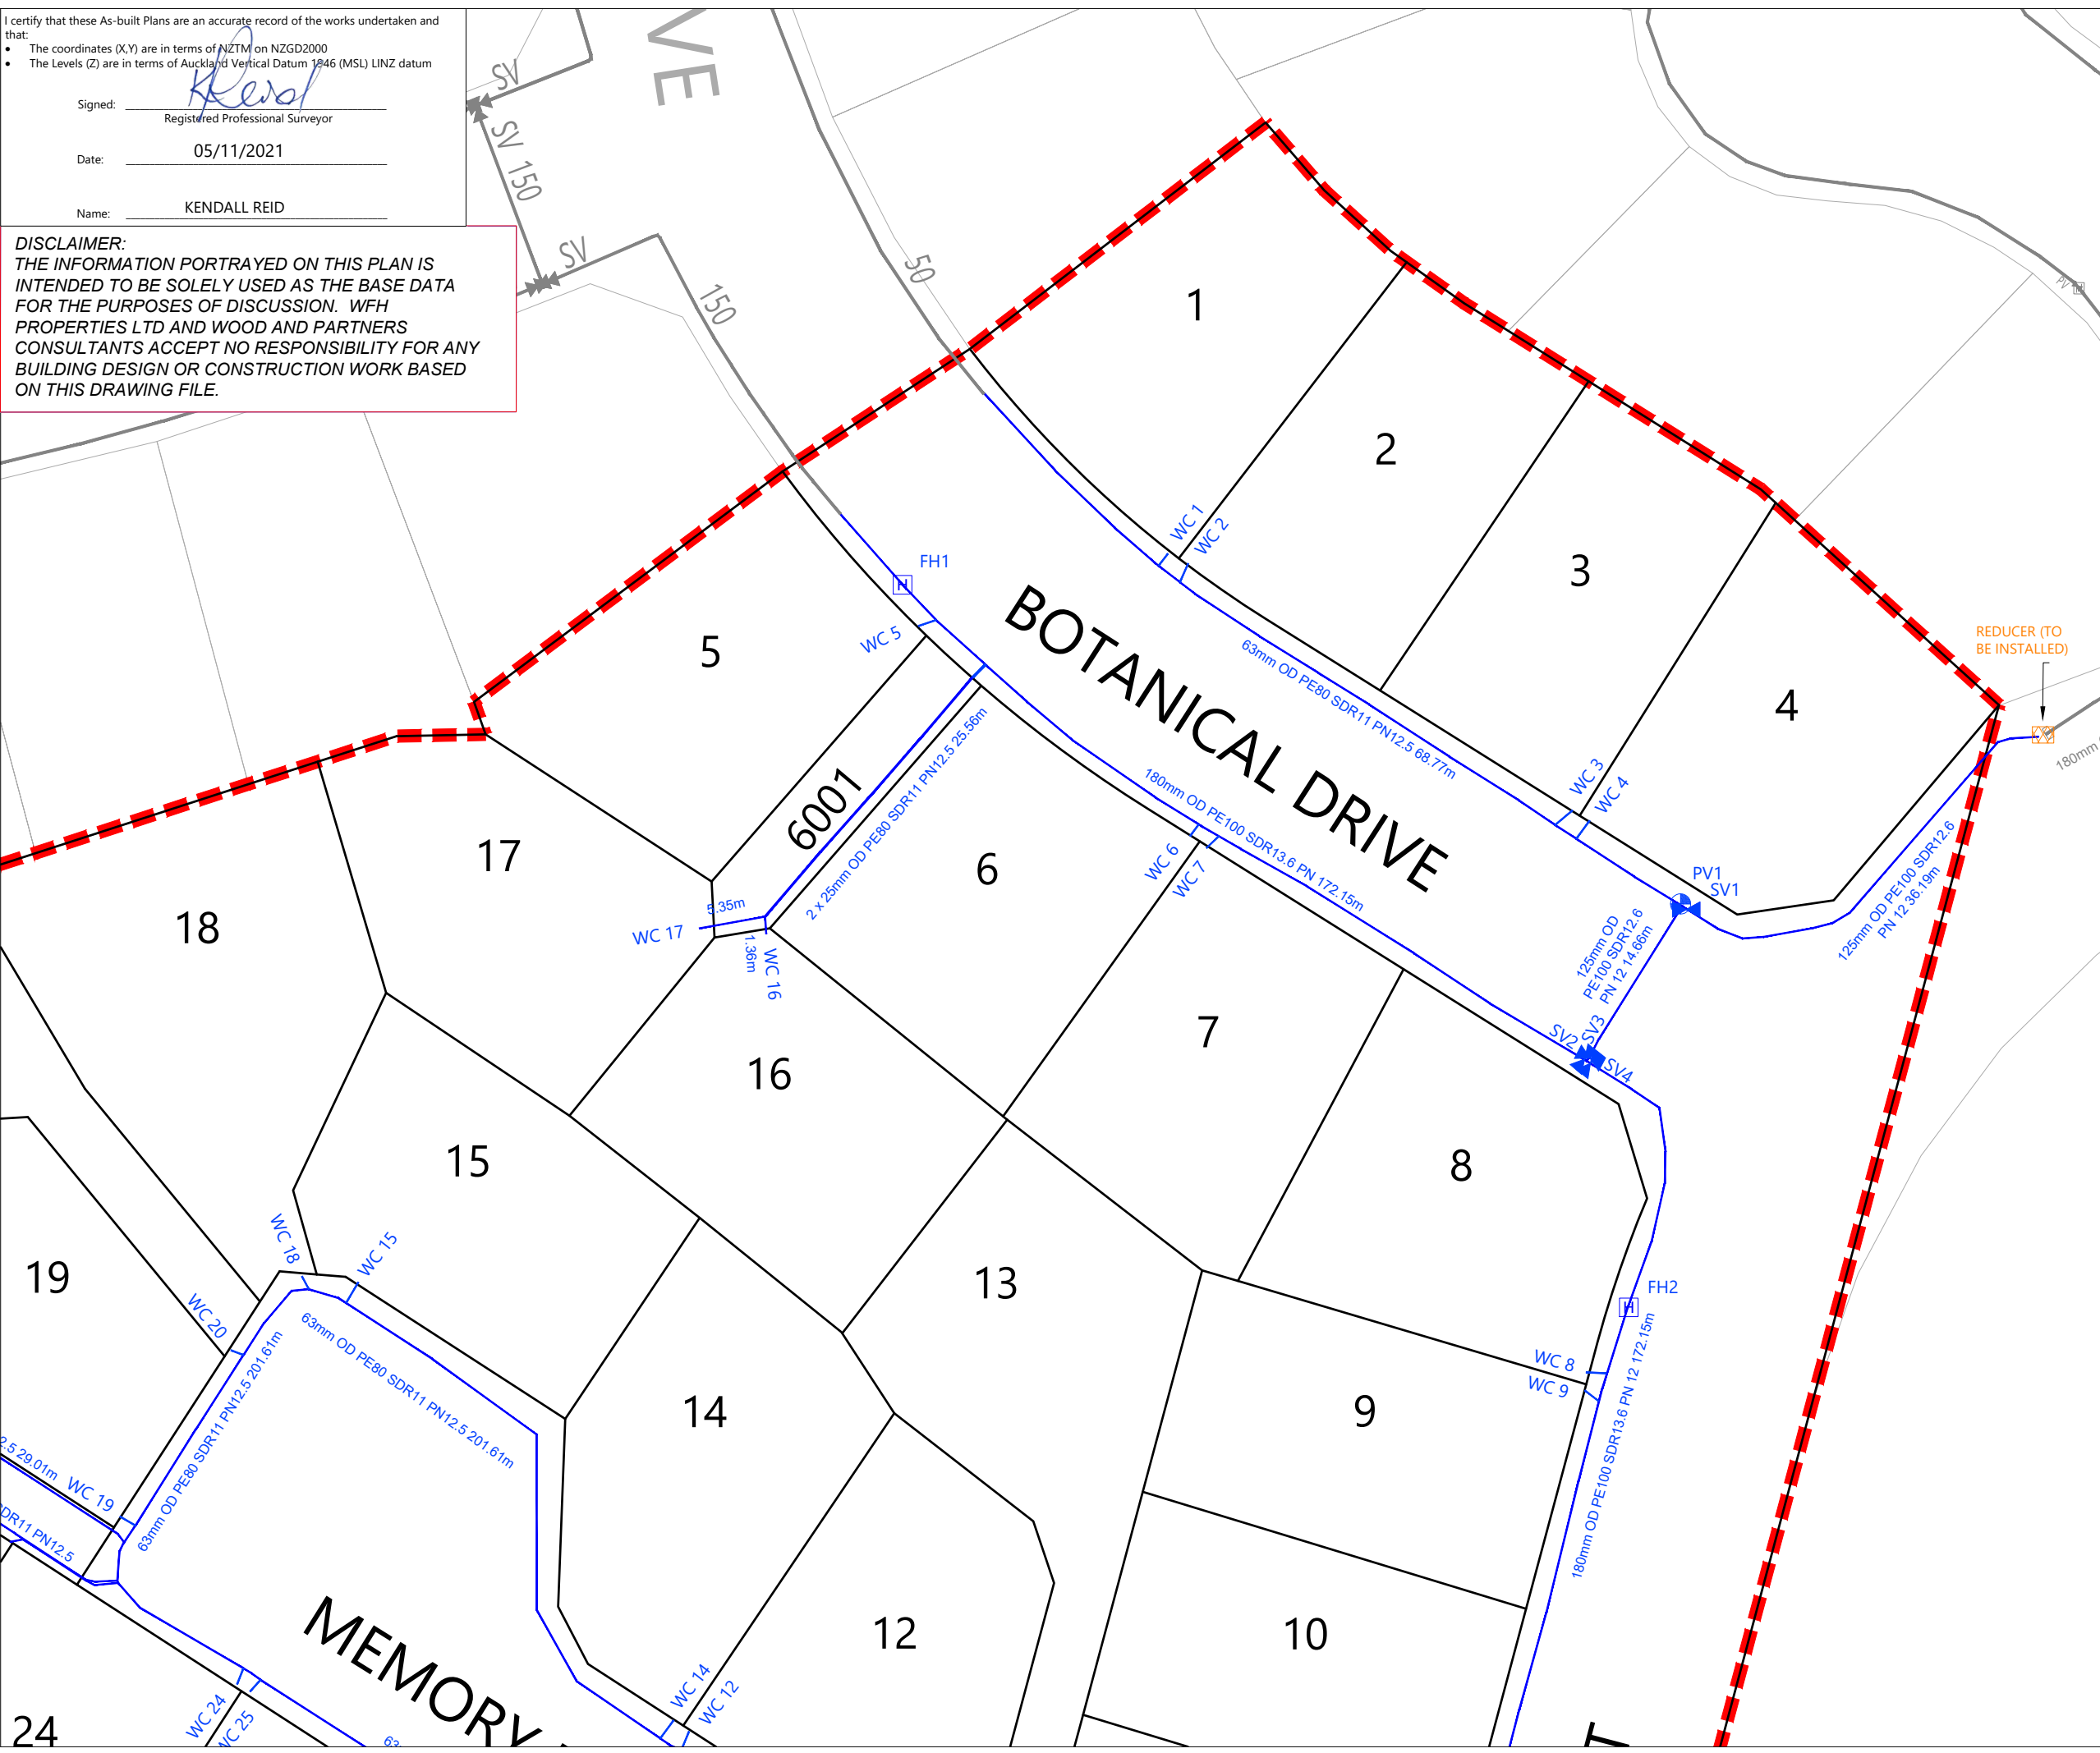 I certify that these As-built Plans are an accurate record of the works undertaken and
that:
• The coordinates (X,Y) are in terms of NZTM on NZGD2000
• The Levels (Z) are in terms of Auckland Vertical Datum 1946 (MSL) LINZ datum
Signed:
KReid
Registered Professional Surveyor
Date: 05/11/2021
Name: KENDALL REID
DISCLAIMER:
THE INFORMATION PORTRAYED ON THIS PLAN IS
INTENDED TO BE SOLELY USED AS THE BASE DATA
FOR THE PURPOSES OF DISCUSSION. WFH
PROPERTIES LTD AND WOOD AND PARTNERS
CONSULTANTS ACCEPT NO RESPONSIBILITY FOR ANY
BUILDING DESIGN OR CONSTRUCTION WORK BASED
ON THIS DRAWING FILE.
SV
SV 150
SV
150
VE
50
PV
1
2
3
4
WC 1
WC 2
FH1
WC 5
5
BOTANICAL DRIVE
63mm OD PE80 SDR11 PN12.5 68.77m
REDUCER (TO
BE INSTALLED)
180mm
180mm OD PE100 SDR13.6 PN 172.15m
WC 3
WC 4
PV1
SV1
125mm OD PE100 SDR12.6
PN 12 36.19m
125mm OD
PE100 SDR12.6
PN 12 14.66m
6001
2 x 25mm OD PE80 SDR11 PN12.5 25.56m
17
18
6
WC 6
WC 7
5.35m
WC 17
1.36m
WC 16
SV2
SV3
SV4
16
7
8
15
WC 18
WC 15
19
WC 20
13
FH2
63mm OD PE80 SDR11 PN12.5 201.61m
63mm OD PE80 SDR11 PN12.5 201.61m
WC 8
WC 9
180mm OD PE100 SDR13.6 PN 12 172.15m
14
9
2.5 29.01m
WC 19
DR11 PN12.5
12
10
MEMORY
WC 14
WC 12
WC 24
WC 25
24
63
T